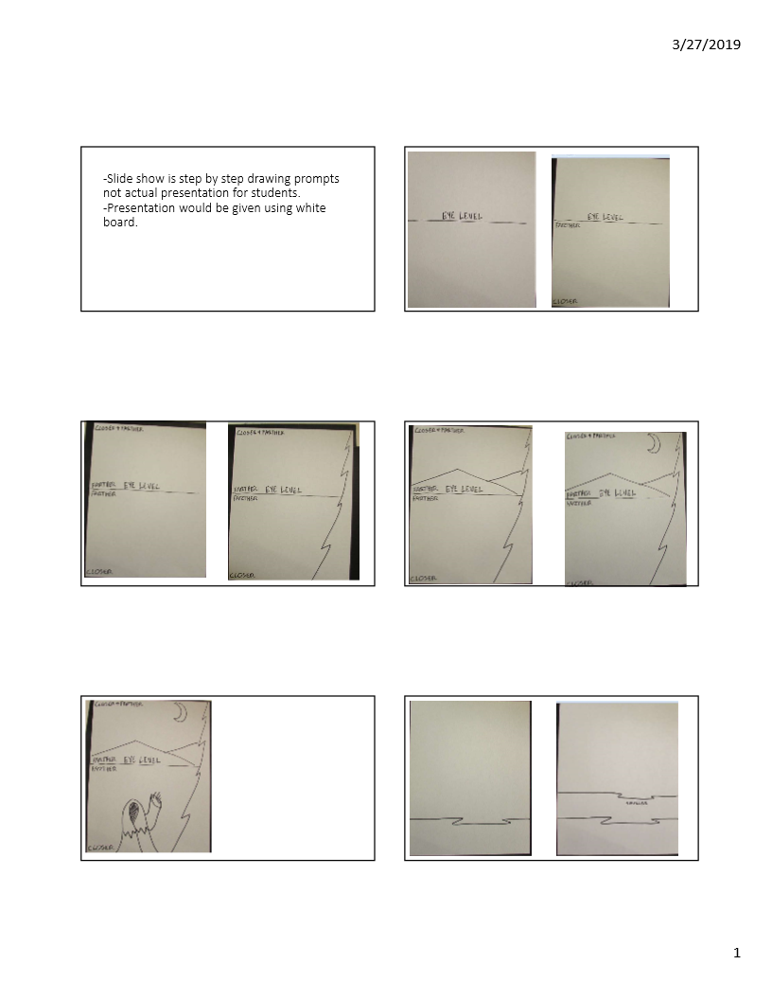 3/27/2019
-Slide show is step by step drawing prompts
not actual presentation for students.
-Presentation would be given using white
board.
EYE LEVEL
EYE LEVEL
FARTHER
CLOSER
CLOSER + FARTHER
FARTHER EYE LEVEL
FARTHER
CLOSER
CLOSER + FARTHER
FARTHER EYE LEVEL
FARTHER
CLOSER
CLOSER + FARTHER
FARTHER EYE LEVEL
FARTHER
CLOSER
CLOSER + FARTHER
FARTHER EYE LEVEL
FARTHER
CLOSER
CLOSER + FARTHER
FARTHER EYE LEVEL
FARTHER
CLOSER
1